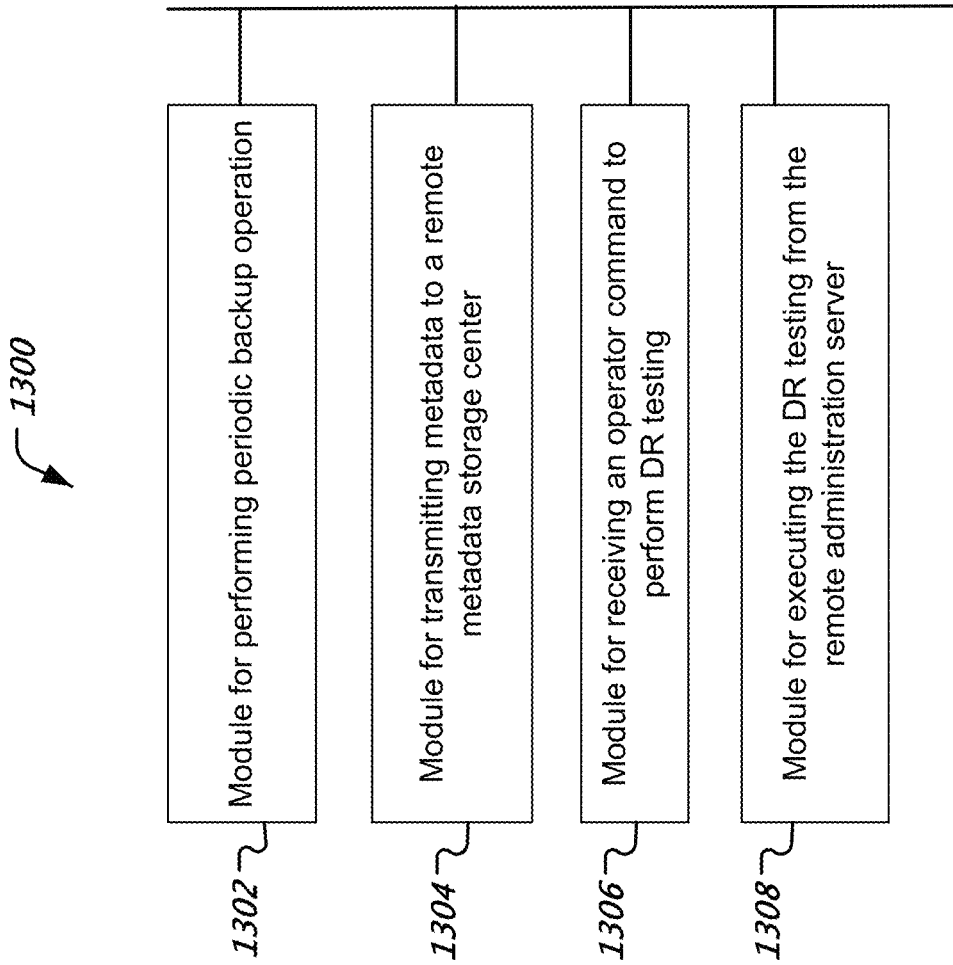 1300
1302
Module for performing periodic backup operation
1304
Module for transmitting metadata to a remote
metadata storage center
1306
Module for receiving an operator command to
perform DR testing
1308
Module for executing the DR testing from the
remote administration server